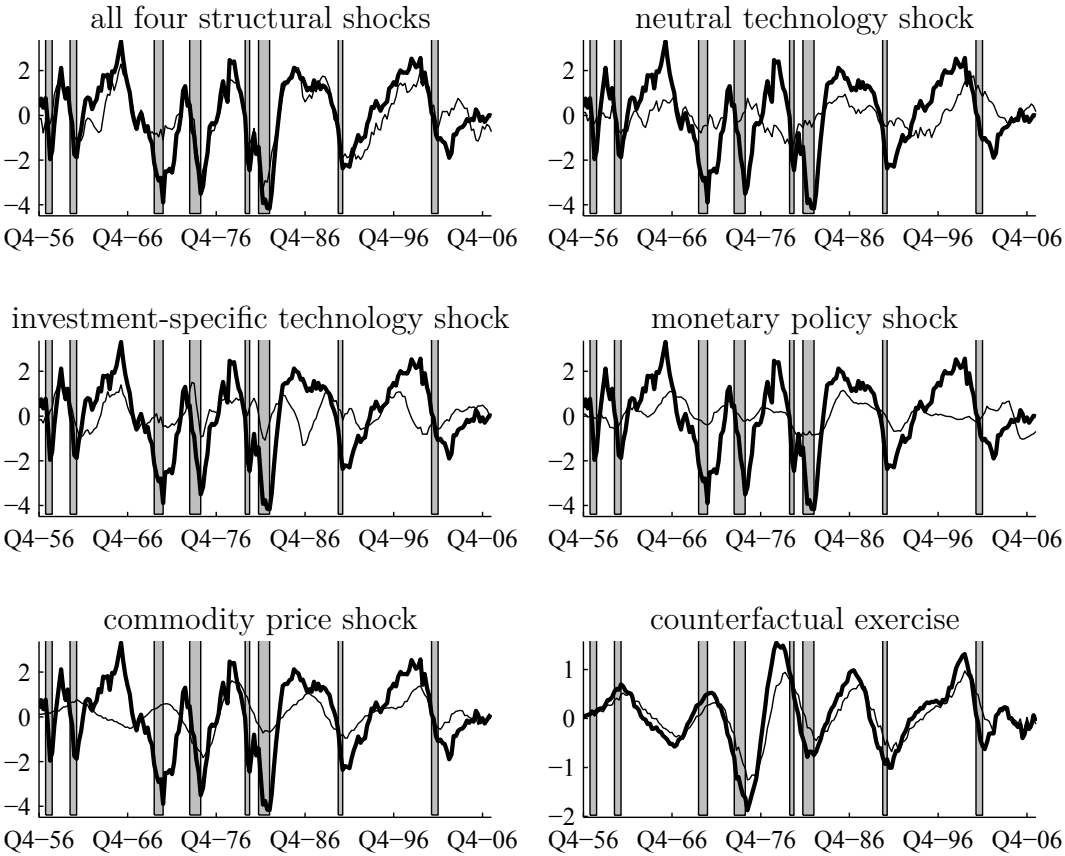 all four structural shocks
neutral technology shock
2
0
−2
−4
Q4−56 Q4−66 Q4−76 Q4−86 Q4−96 Q4−06
2
0
−2
−4
Q4−56 Q4−66 Q4−76 Q4−86 Q4−96 Q4−06
investment-specific technology shock
monetary policy shock
2
0
−2
−4
Q4−56 Q4−66 Q4−76 Q4−86 Q4−96 Q4−06
2
0
−2
−4
Q4−56 Q4−66 Q4−76 Q4−86 Q4−96 Q4−06
commodity price shock
counterfactual exercise
2
0
−2
−4
Q4−56 Q4−66 Q4−76 Q4−86 Q4−96 Q4−06
1
0
−1
−2
Q4−56 Q4−66 Q4−76 Q4−86 Q4−96 Q4−06